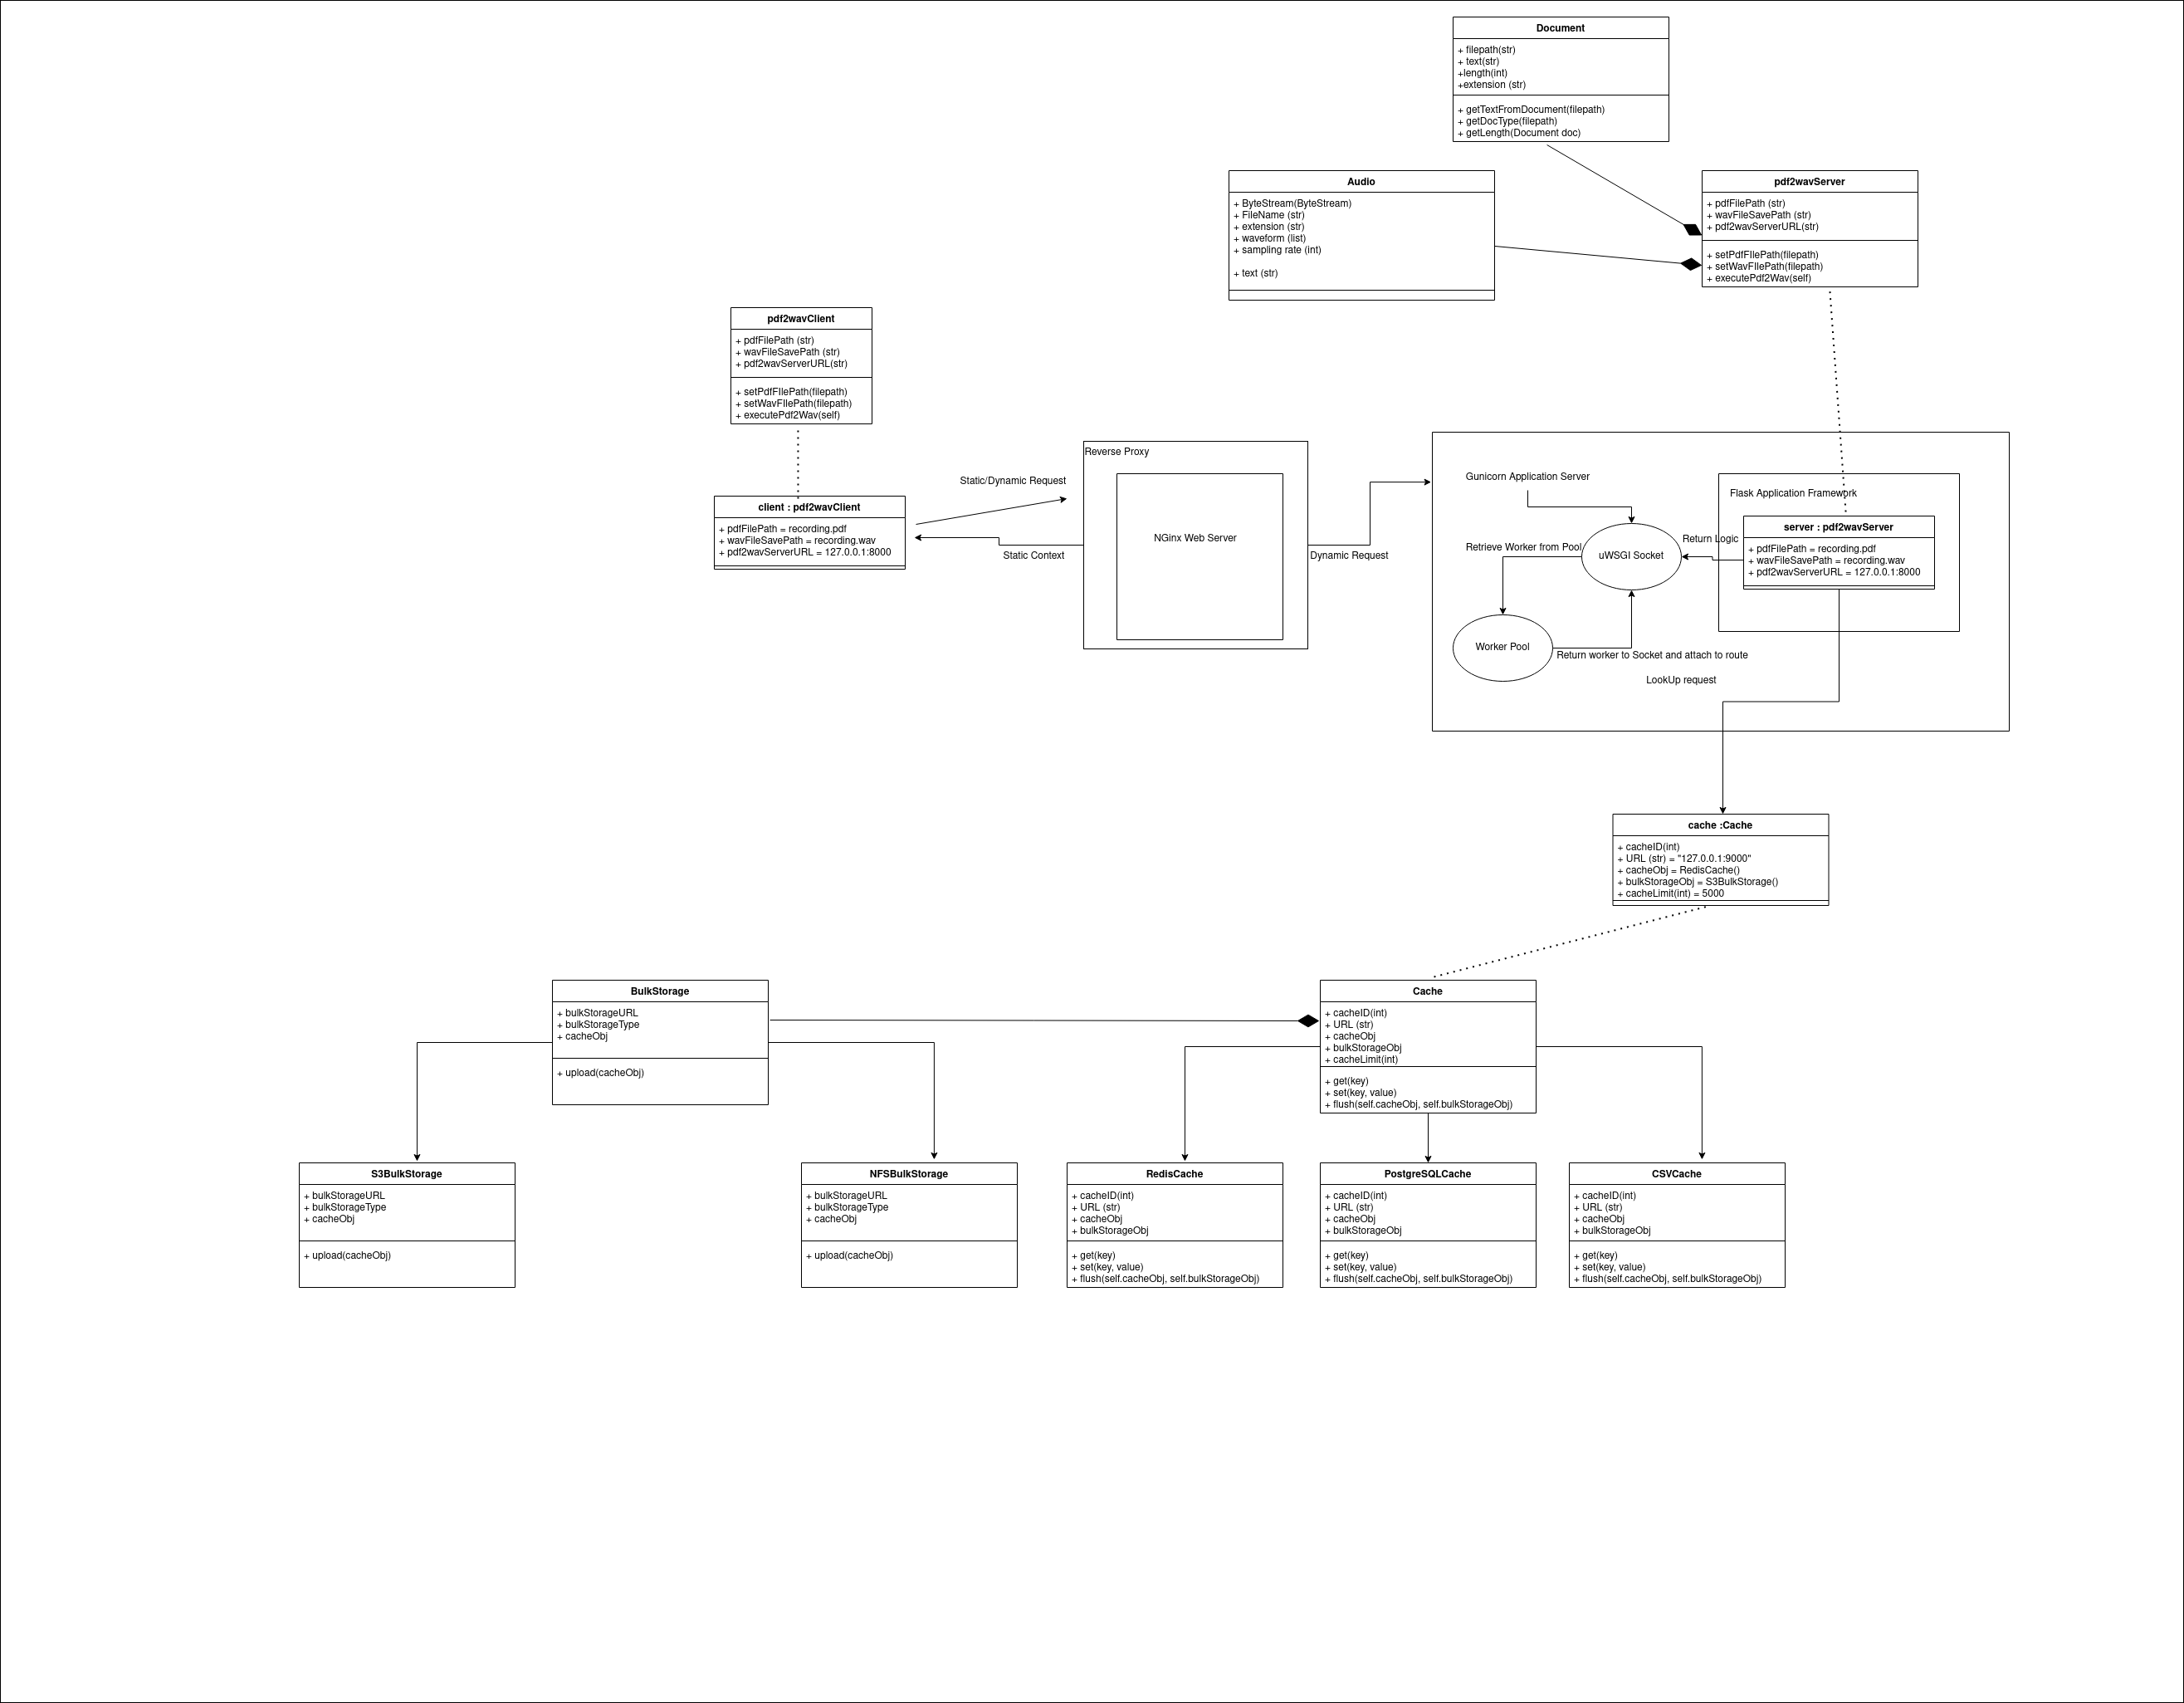 Document
+ filepath(str)
+ text(str)
+length(int)
+extension (str)
+ getTextFromDocument(filepath)
+ getDocType(filepath)
+ getLength(Document doc)
Audio
+ ByteStream(ByteStream)
+ FileName (str)
+ extension (str)
+ waveform (list)
+ sampling rate (int)
+ text (str)
pdf2wavServer
+ pdfFilePath (str)
+ wavFileSavePath (str)
+ pdf2wavServerURL(str)
+ setPdfFIlePath(filepath)
+ setWavFIlePath(filepath)
+ executePdf2Wav(self)
pdf2wavClient
+ pdfFilePath (str)
+ wavFileSavePath (str)
+ pdf2wavServerURL(str)
+ setPdfFIlePath(filepath)
+ setWavFIlePath(filepath)
+ executePdf2Wav(self)
client : pdf2wavClient
+ pdfFilePath = recording.pdf
+ wavFileSavePath = recording.wav
+ pdf2wavServerURL = 127.0.0.1:8000
Static/Dynamic Request
Static Context
Reverse Proxy
NGinx Web Server
Dynamic Request
Gunicorn Application Server
Retrieve Worker from Pool
uWSGI Socket
Worker Pool
Return worker to Socket and attach to route
LookUp request
Return Logic
Flask Application Framework
server : pdf2wavServer
+ pdfFilePath = recording.pdf
+ wavFileSavePath = recording.wav
+ pdf2wavServerURL = 127.0.0.1:8000
cache :Cache
+ cacheID(int)
+ URL (str) = "127.0.0.1:9000"
+ cacheObj = RedisCache()
+ bulkStorageObj = S3BulkStorage()
+ cacheLimit(int) = 5000
BulkStorage
+ bulkStorageURL
+ bulkStorageType
+ cacheObj
+ upload(cacheObj)
Cache
+ cacheID(int)
+ URL (str)
+ cacheObj
+ bulkStorageObj
+ cacheLimit(int)
+ get(key)
+ set(key, value)
+ flush(self.cacheObj, self.bulkStorageObj)
S3BulkStorage
+ bulkStorageURL
+ bulkStorageType
+ cacheObj
+ upload(cacheObj)
NFSBulkStorage
+ bulkStorageURL
+ bulkStorageType
+ cacheObj
+ upload(cacheObj)
RedisCache
+ cacheID(int)
+ URL (str)
+ cacheObj
+ bulkStorageObj
+ get(key)
+ set(key, value)
+ flush(self.cacheObj, self.bulkStorageObj)
PostgreSQLCache
+ cacheID(int)
+ URL (str)
+ cacheObj
+ bulkStorageObj
+ get(key)
+ set(key, value)
+ flush(self.cacheObj, self.bulkStorageObj)
CSVCache
+ cacheID(int)
+ URL (str)
+ cacheObj
+ bulkStorageObj
+ get(key)
+ set(key, value)
+ flush(self.cacheObj, self.bulkStorageObj)